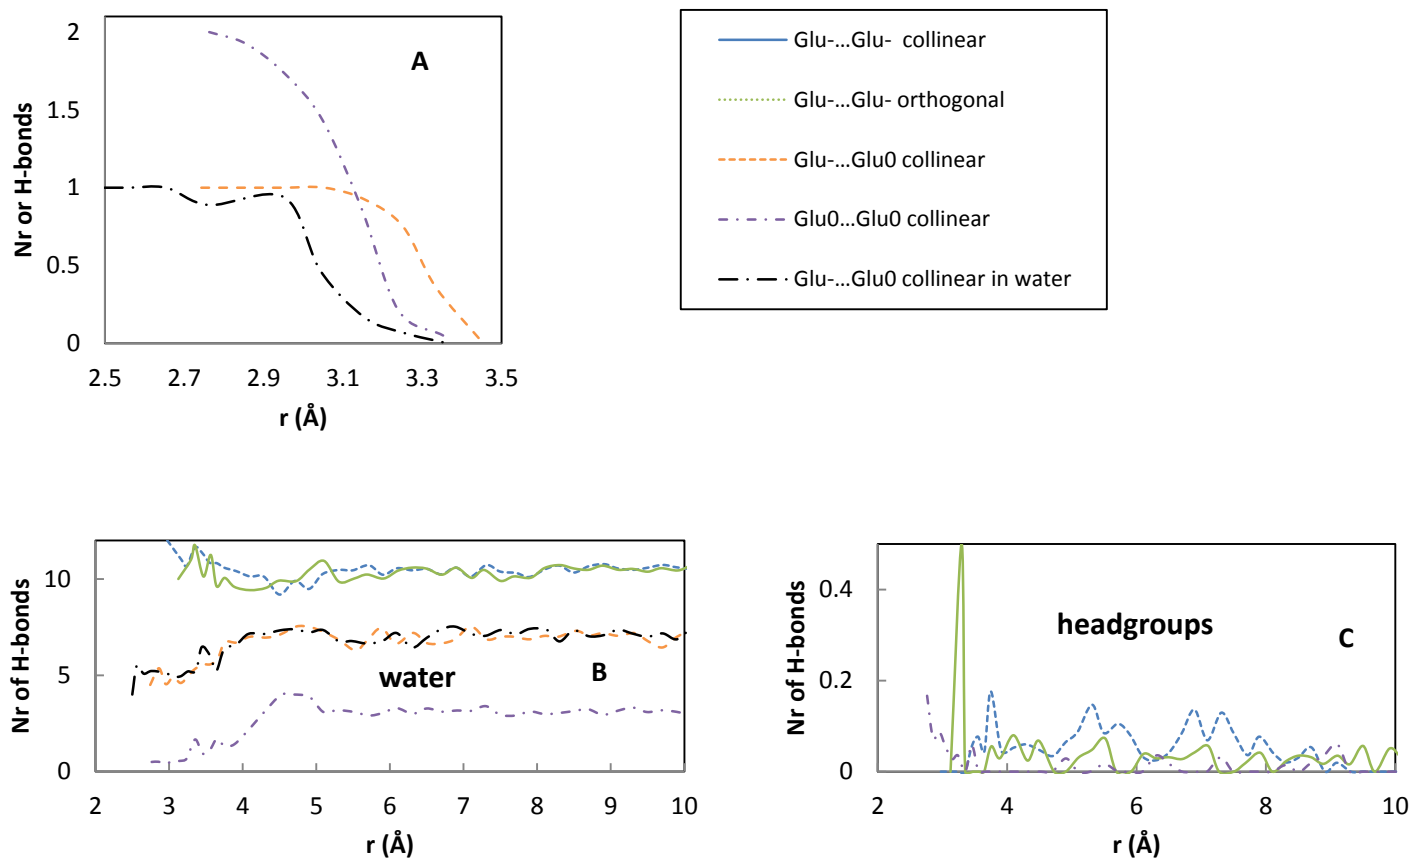 2
1.5
1
0.5
0
Nr or H-bonds
A
2.5 2.7 2.9 3.1 3.3 3.5
r (Å)
Glu-...Glu- collinear
Glu-...Glu- orthogonal
Glu-...Glu0 collinear
Glu0...Glu0 collinear
Glu-...Glu0 collinear in water
10
5
0
Nr of H-bonds
water
B
2 3 4 5 6 7 8 9 10
r (Å)
0.4
0.2
0
Nr of H-bonds
headgroups
C
2 4 6 8 10
r (Å)